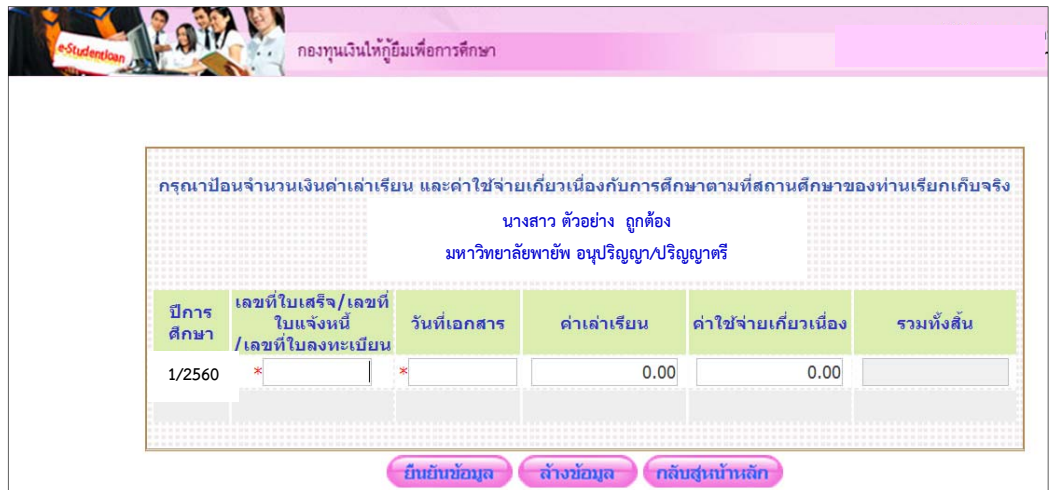 e-Studentloan
กองทุนเงินให้กู้ยืมเพื่อการศึกษา
กรุณาป้อนจำนวนเงินค่าเล่าเรียน และค่าใช้จ่ายเกี่ยวเนื่องกับการศึกษาตามที่สถานศึกษาของท่านเรียกเก็บจริง
นางสาว ตัวอย่าง ถูกต้อง
มหาวิทยาลัยพายัพ อนุปริญญา/ปริญญาตรี
ปีการ
ศึกษา
เลขที่ใบเสร็จ/เลขที่
ใบแจ้งหนี้
/เลขที่ใบลงทะเบียน
วันที่เอกสาร
ค่าเล่าเรียน
ค่าใช้จ่ายเกี่ยวเนื่อง
รวมทั้งสิ้น
1/2560 * * 0.00 0.00
ยืนยันข้อมูล ล้างข้อมูล กลับสู่หน้าหลัก